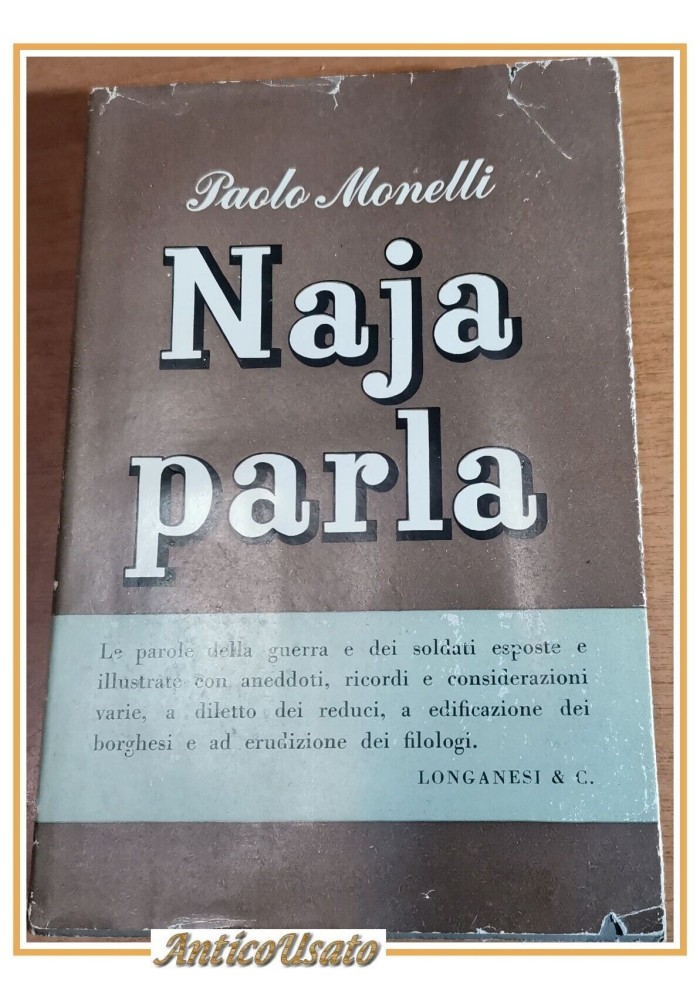 Paolo Monelli
Naja
parla
Le parole della guerra e dei soldati esposte e
illustrate con aneddoti, ricordi e considerazioni
varie, a diletto dei reduci, a edificazione dei
borghesi e ad erudizione dei filologi.
LONGANESI & C.
AnticoUsato